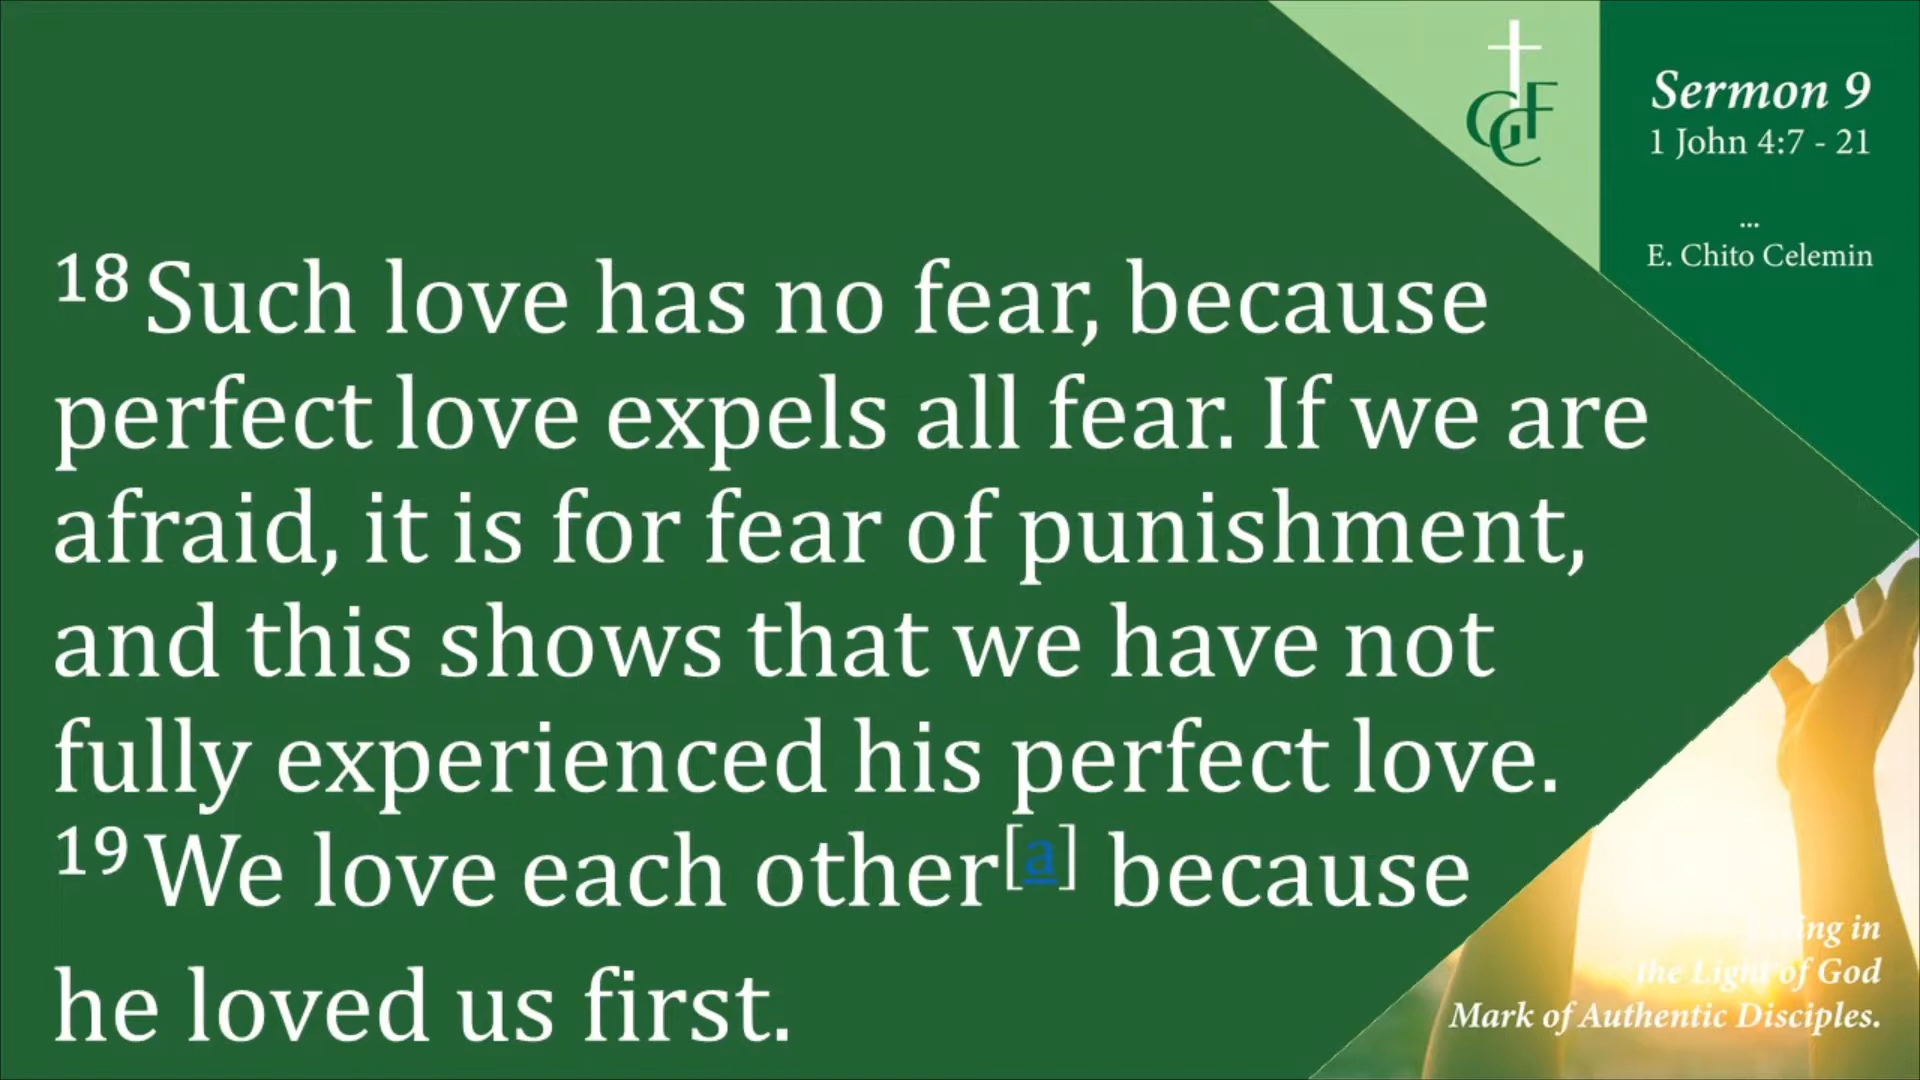 GCF
Sermon 9
1 John 4:7 - 21
...
E. Chito Celemin
18 Such love has no fear, because
perfect love expels all fear. If we are
afraid, it is for fear of punishment,
and this shows that we have not
fully experienced his perfect love.
19 We love each other[a] because
he loved us first.
in
the Light of God
Mark of Authentic Disciples.